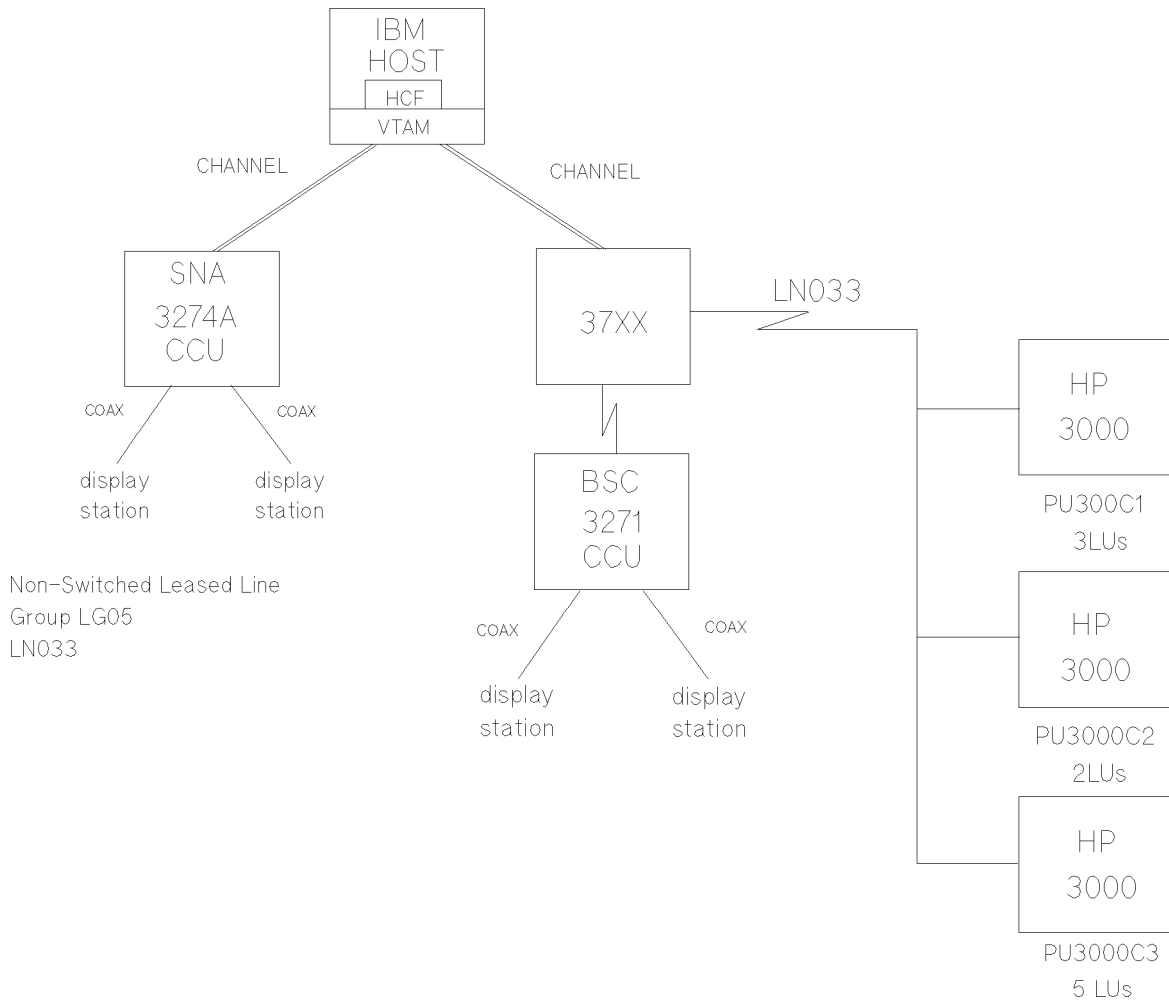 IBM
HOST
HCF
VTAM
CHANNEL
CHANNEL
SNA
3274A
CCU
37XX
LN033
COAX
COAX
display
station
display
station
HP
3000
PU300C1
3LUs
BSC
3271
CCU
Non-Switched Leased Line
Group LG05
LN033
COAX
COAX
display
station
display
station
HP
3000
PU3000C2
2LUs
HP
3000
PU3000C3
5 LUs